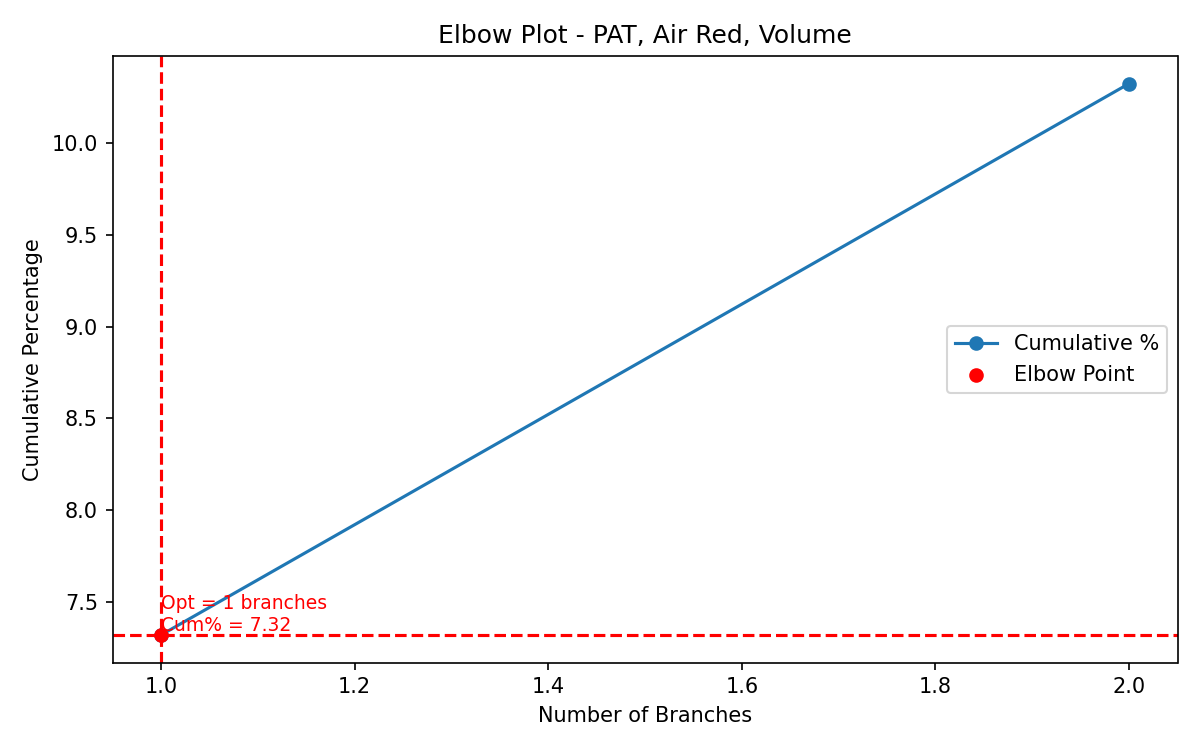 Elbow Plot - PAT, Air Red, Volume
Cumulative Percentage
10.0
9.5
9.0
8.5
8.0
7.5
Cumulative %
Elbow Point
Opt = 1 branches
Cum% = 7.32
1.0 1.2 1.4 1.6 1.8 2.0
Number of Branches